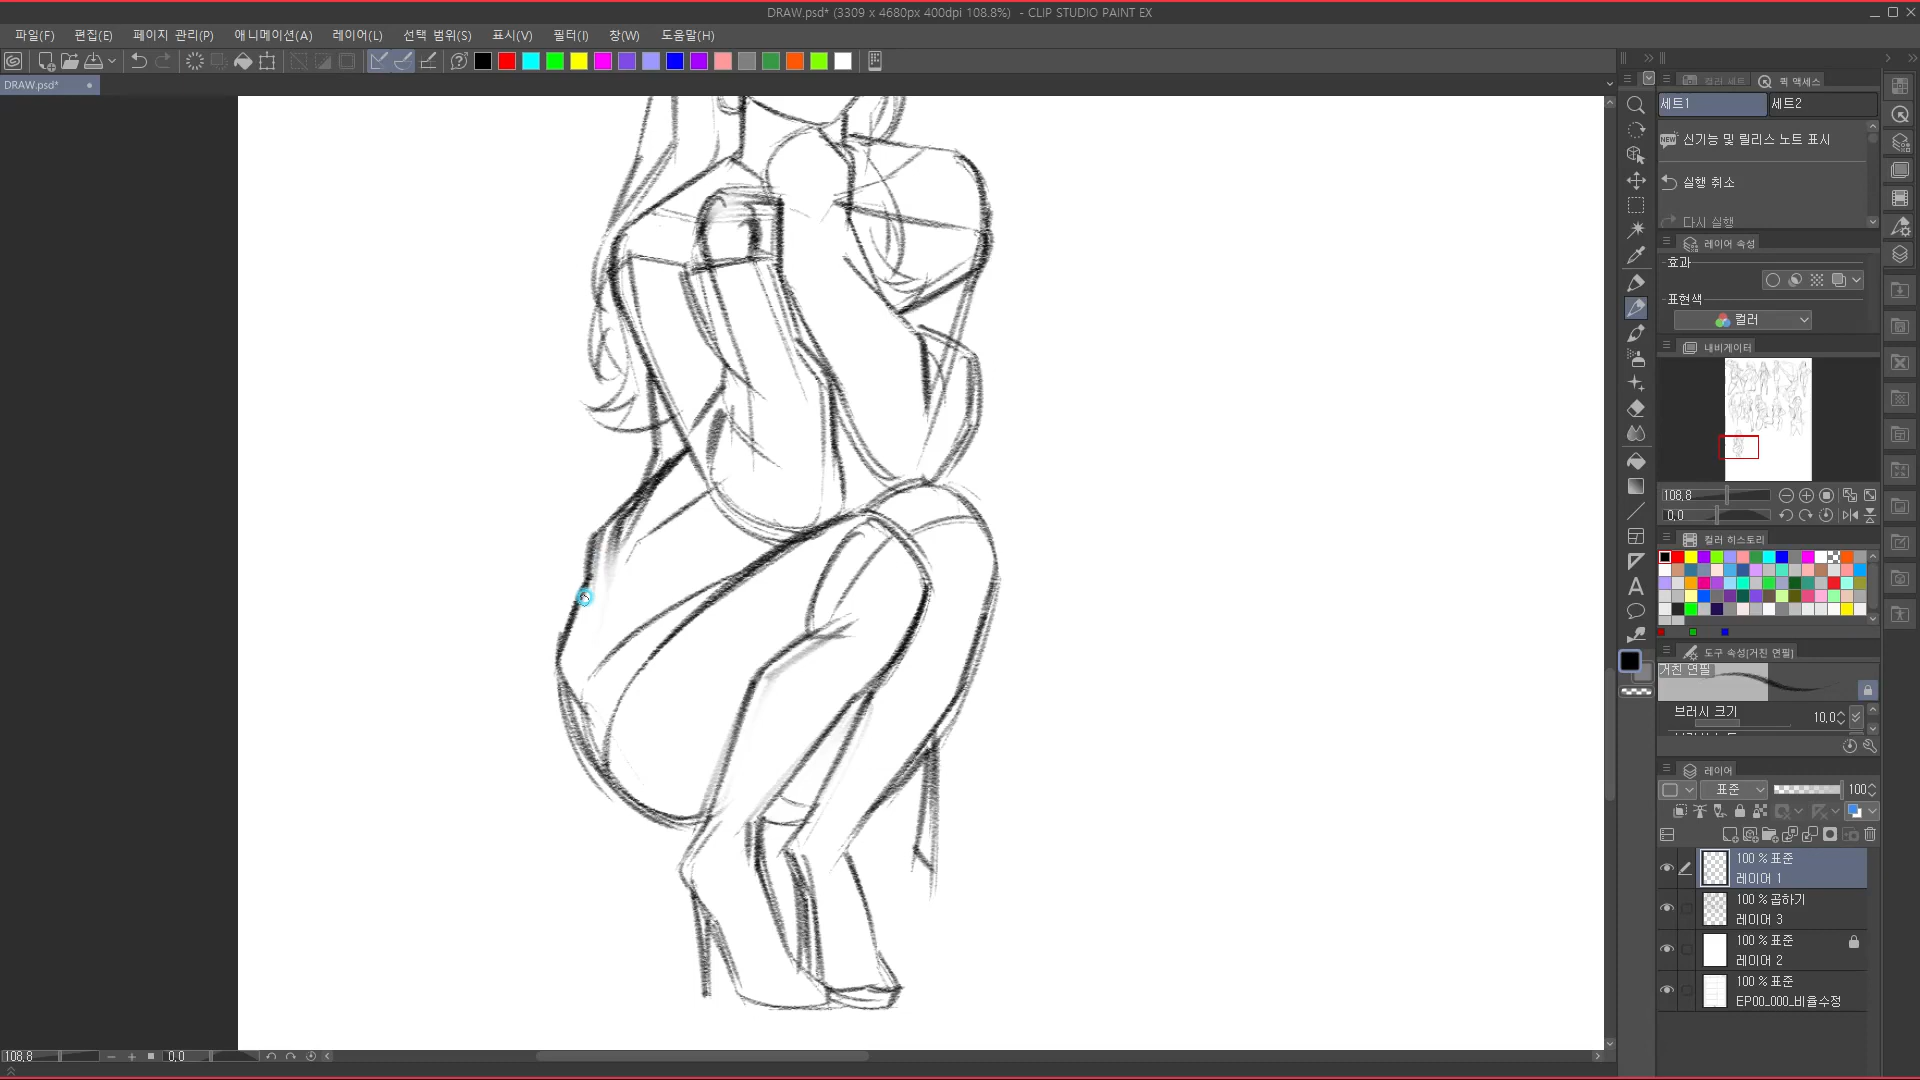 DRAW.psd* (3309 x 4680px 400dpi 108.8%) - CLIP STUDIO PAINT EX
파일(F) 편집(E) 페이지 관리(P) 애니메이션(A) 레이어(L) 선택 범위(S) 표시(V) 필터(I) 창(W) 도움말(H)
DRAW.psd*
컬러 세트 퀵 액세스
세트1 세트2
신기능 및 릴리스 노트 표시
실행 취소
다시 실행
레이어 속성
효과
표현색
컬러
내비게이터
108.8
0.0
컬러 히스토리
도구 속성(거친 연필)
거친 연필
브러시 크기 10.0
레이어
표준 100
100 % 표준
레이어 1
100 % 곱하기
레이어 3
100 % 표준
레이어 2
100 % 표준
EP00_000_비율수정
108.8 0.0